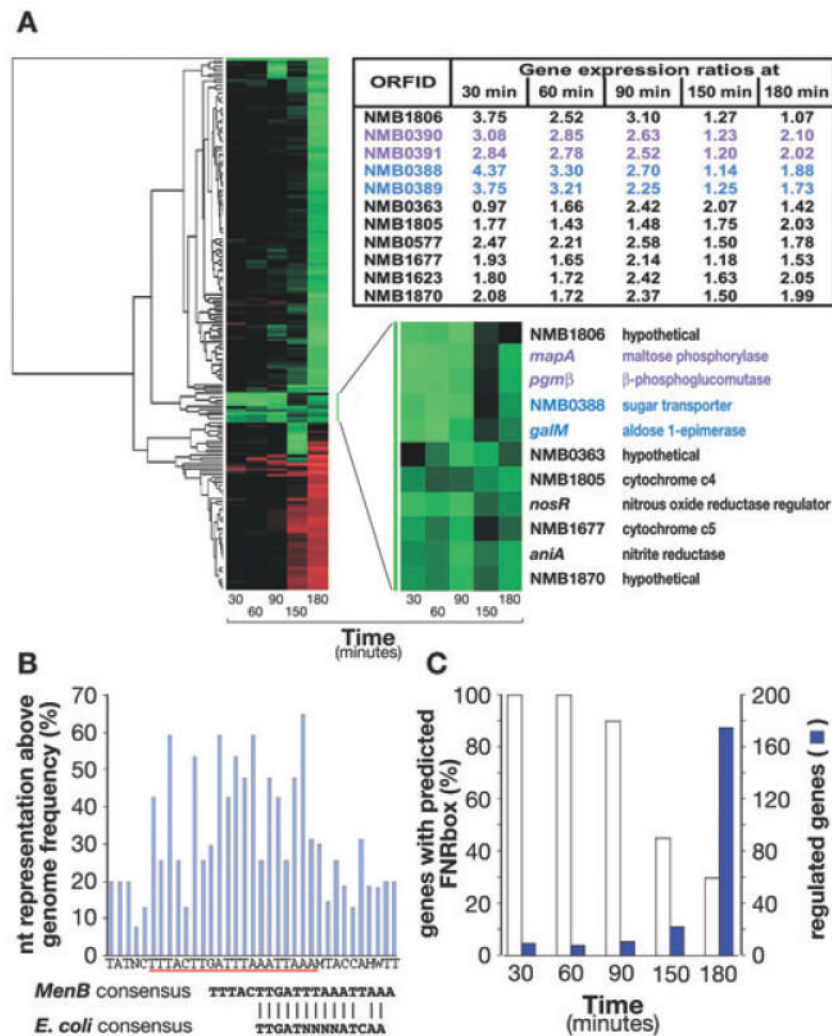 A
ORFID Gene expression ratios at
30 min 60 min 90 min 150 min 180 min
NMB1806 3.75 2.52 3.10 1.27 1.07
NMB0390 3.08 2.85 2.63 1.23 2.10
NMB0391 2.84 2.78 2.52 1.20 2.02
NMB0388 4.37 3.30 2.70 1.14 1.88
NMB0389 3.75 3.21 2.25 1.25 1.73
NMB0363 0.97 1.66 2.42 2.07 1.42
NMB1805 1.77 1.43 1.48 1.75 2.03
NMB0577 2.47 2.21 2.58 1.50 1.78
NMB1677 1.93 1.65 2.14 1.18 1.53
NMB1623 1.80 1.72 2.42 1.63 2.05
NMB1870 2.08 1.72 2.37 1.50 1.99
NMB1806 hypothetical
mapA maltose phosphorylase
pgmβ β-phosphoglucomutase
NMB0388 sugar transporter
galM aldose 1-epimerase
NMB0363 hypothetical
NMB1805 cytochrome c4
nosR nitrous oxide reductase regulator
NMB1677 cytochrome c5
aniA nitrite reductase
NMB1870 hypothetical
30 90 180
60 150
30 90 180
60 150
Time
(minutes)
B
nt representation above
genome frequency (%)
70
60
50
40
30
20
10
0
TATNCTTTACTTGATTTAAATTAAAMTACCAHWTT
MenB consensus TTTACTTGATTTAAATTAAA
E. coli consensus TTGATNNNNATCAA
C
genes with predicted
FNRbox (%)
100
80
60
40
20
0
200
160
120
80
40
0
regulated genes ( )
30 60 90 150 180
Time
(minutes)